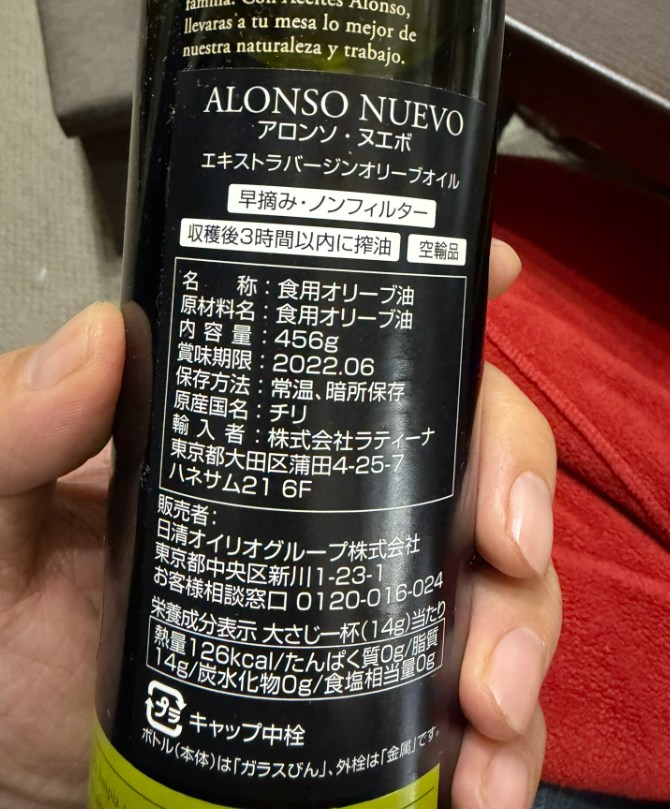 familia. Con Aceites Alonso,
llevaras a tu mesa lo mejor de
nuestra naturaleza y trabajo.
ALONSO NUEVO
アロンソ・ヌエボ
エキストラバージンオリーブオイル
早摘み・ノンフィルター
収穫後3時間以内に搾油 空輸品
名 称：食用オリーブ油
原材料名：食用オリーブ油
内容量：456g
賞味期限：2022.06
保存方法：常温、暗所保存
原産国名：チリ
輸入者：株式会社ラティーナ
東京都大田区蒲田4-25-7
ハネサム21 6F
販売者：
日清オイリオグループ株式会社
東京都中央区新川1-23-1
お客様相談窓口 0120-016-024
栄養成分表示 大さじ一杯(14g)当たり
熱量126kcal/たんぱく質0g/脂質
14g/炭水化物0g/食塩相当量0g
プラ キャップ中栓
ボトル(本体)は「ガラスびん」、外栓は「金属」です。